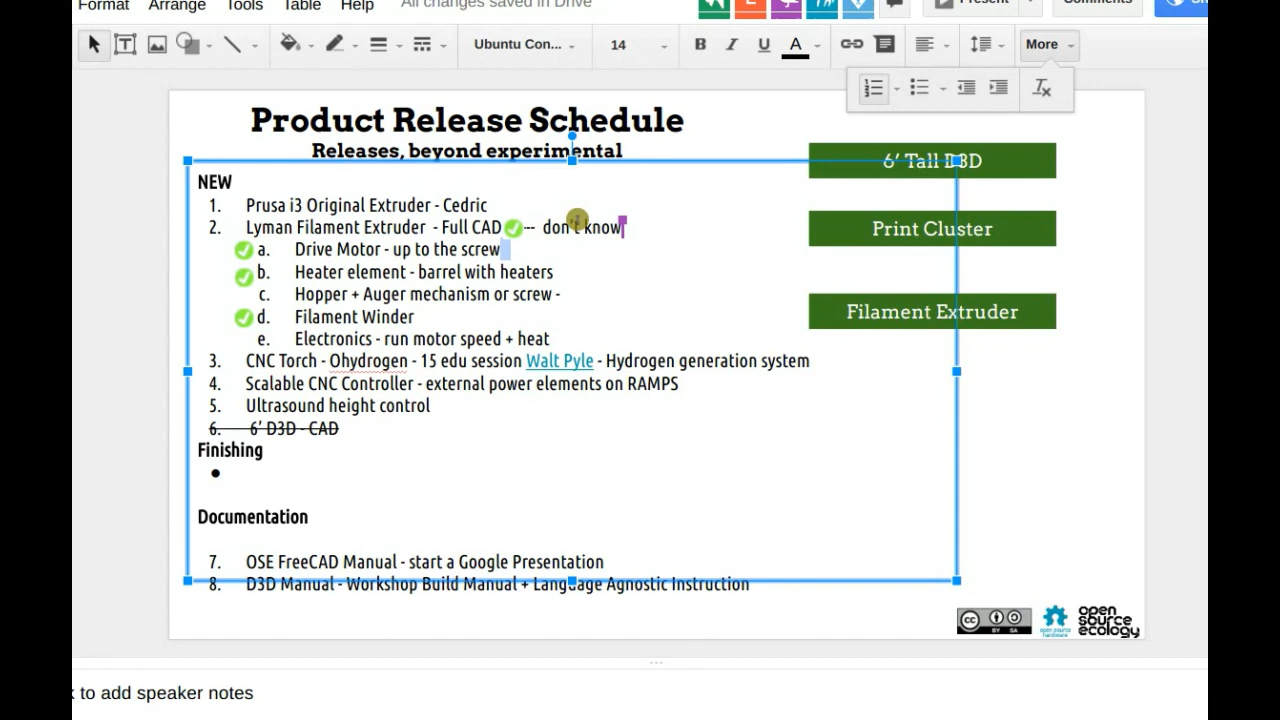 Format Arrange Tools Table Help All changes saved in Drive Present Comments
Ubuntu Con... 14 B I U A More
Product Release Schedule
Releases, beyond experimental
6' Tall D3D
NEW
1. Prusa i3 Original Extruder - Cedric
2. Lyman Filament Extruder - Full CAD -- don't know
Print Cluster
a. Drive Motor - up to the screw
b. Heater element - barrel with heaters
c. Hopper + Auger mechanism or screw -
Filament Extruder
d. Filament Winder
e. Electronics - run motor speed + heat
3. CNC Torch - Ohydrogen - 15 edu session Walt Pyle - Hydrogen generation system
4. Scalable CNC Controller - external power elements on RAMPS
5. Ultrasound height control
6. 6' D3D - CAD
Finishing
●
Documentation
7. OSE FreeCAD Manual - start a Google Presentation
8. D3D Manual - Workshop Build Manual + Language Agnostic Instruction
cc BY SA
open source hardware
open source ecology
to add speaker notes